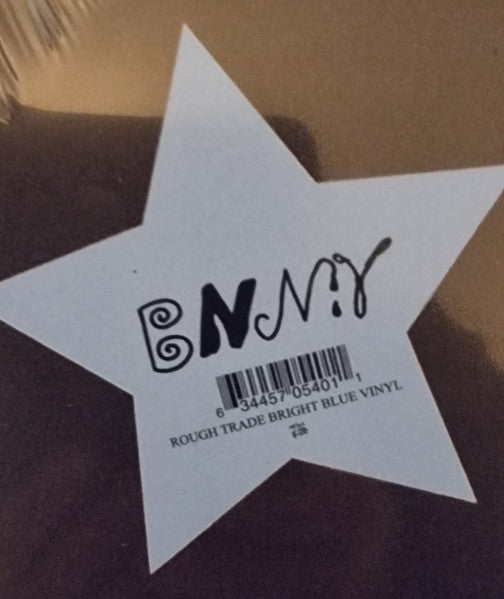 BNNY
6 34457 05401 1
ROUGH TRADE BRIGHT BLUE VINYL